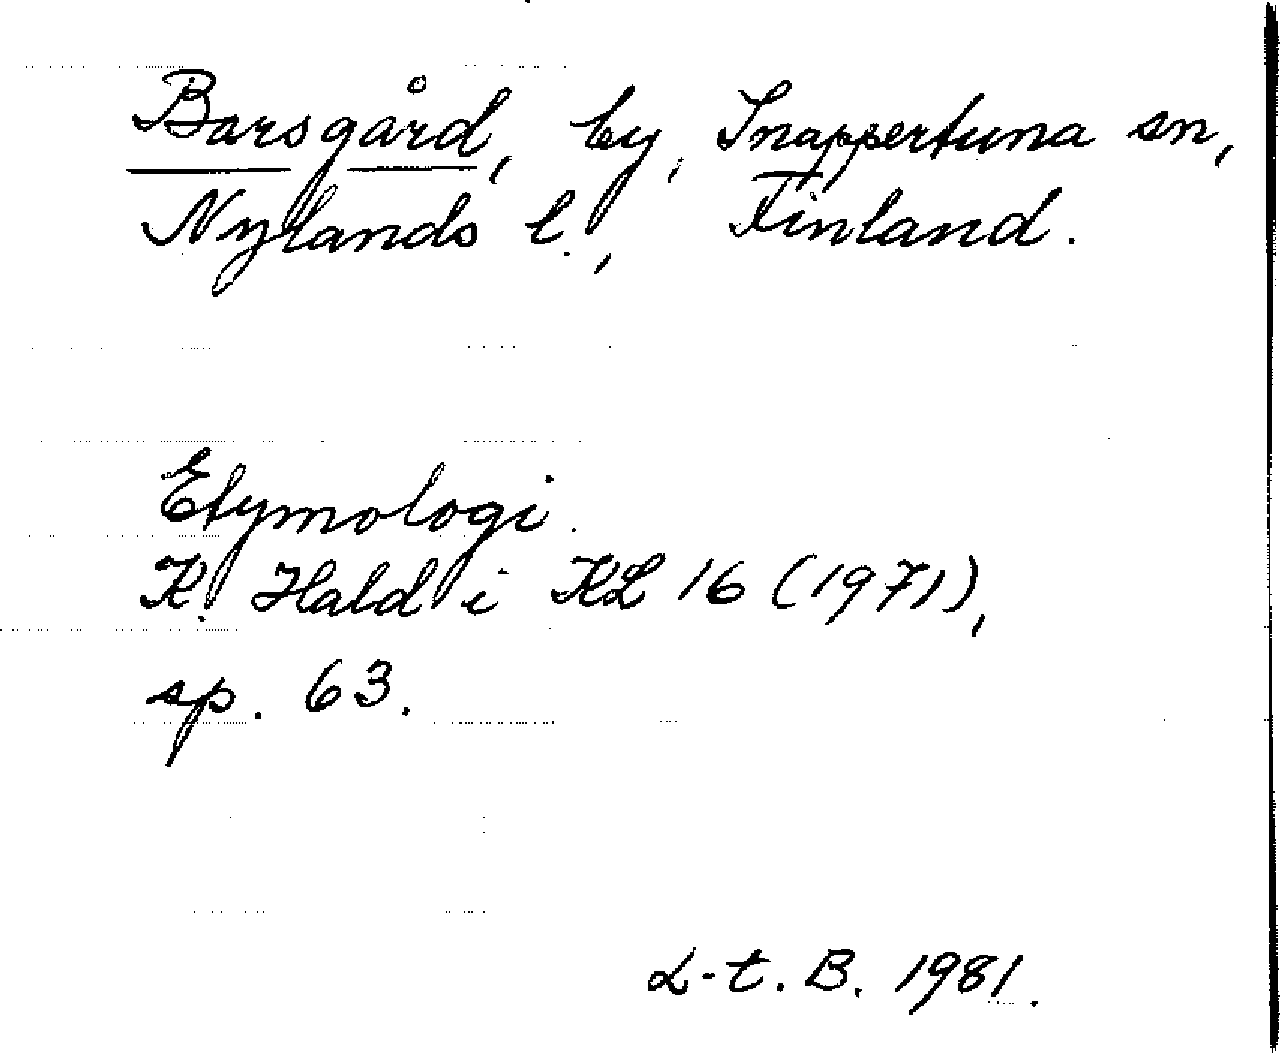 Barsgård, by, Snappertuna sn,
Nylands l., Finland.
Etymologi.
K. Hald i KL 16 (1971),
sp. 63.
L-t. B. 1981.